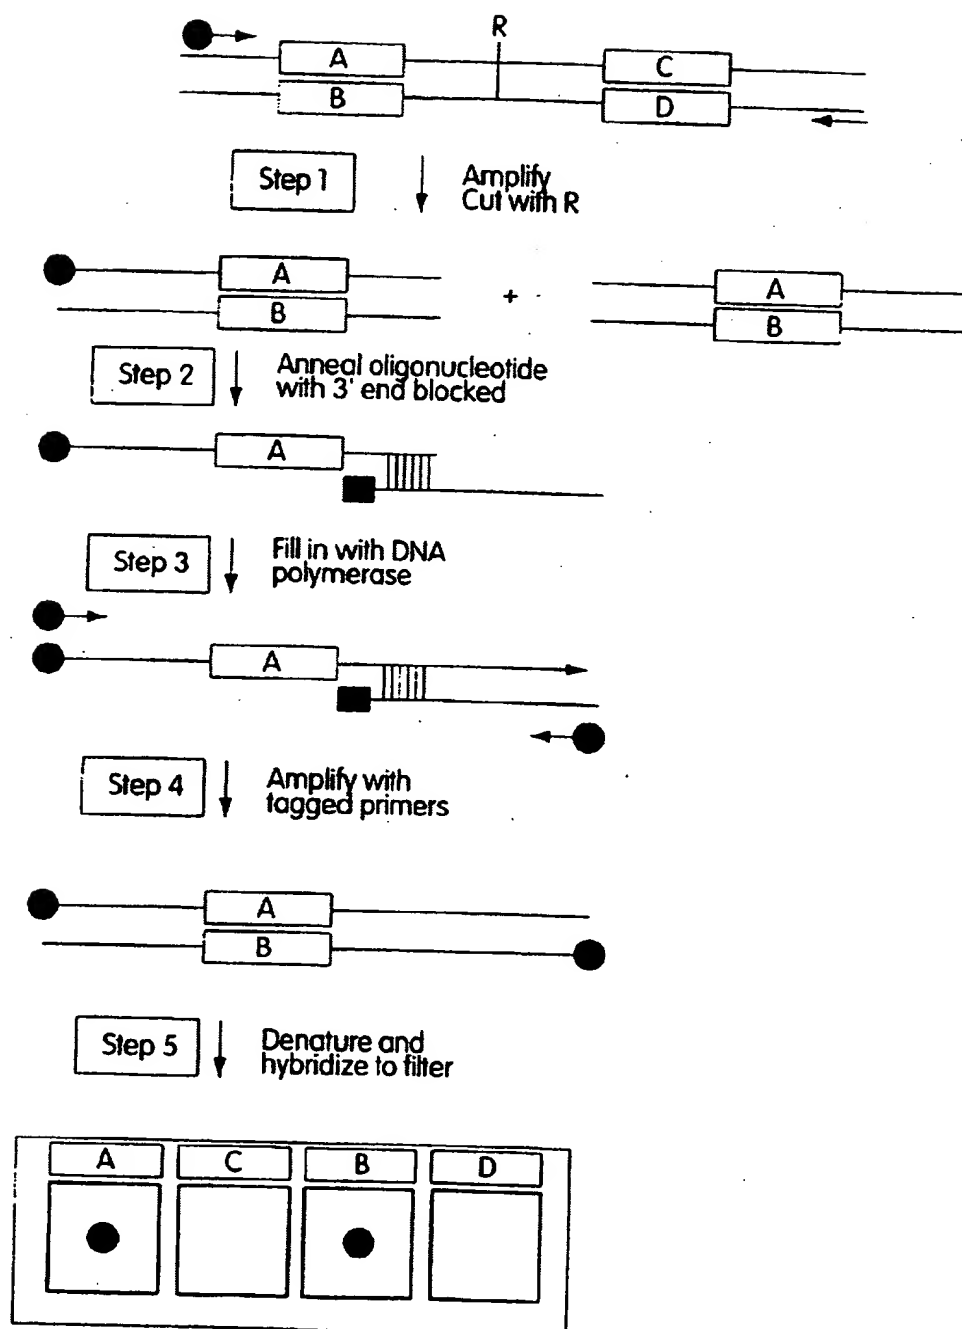 R
A
C
B
D
Step 1
Amplify
Cut with R
A
B
+
A
B
Step 2
Anneal oligonucleotide
with 3' end blocked
A
Step 3
Fill in with DNA
polymerase
A
Step 4
Amplify with
tagged primers
A
B
Step 5
Denature and
hybridize to filter
A C B D